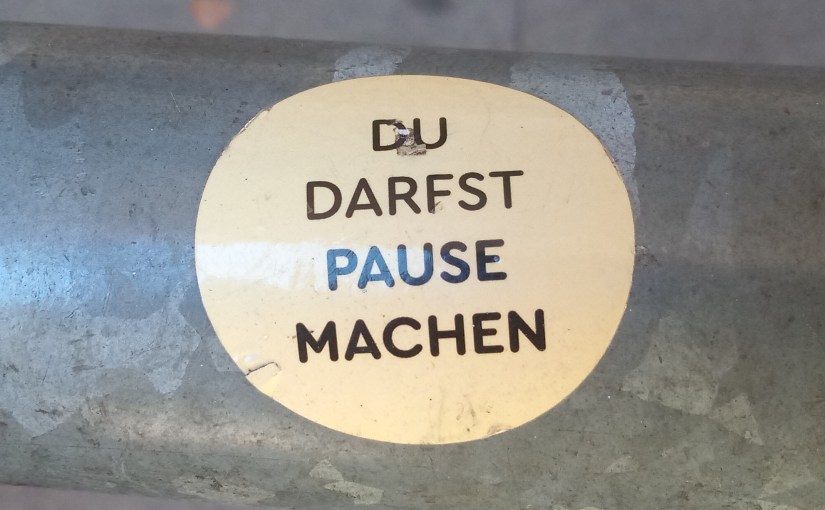 DU
DARFST
PAUSE
MACHEN